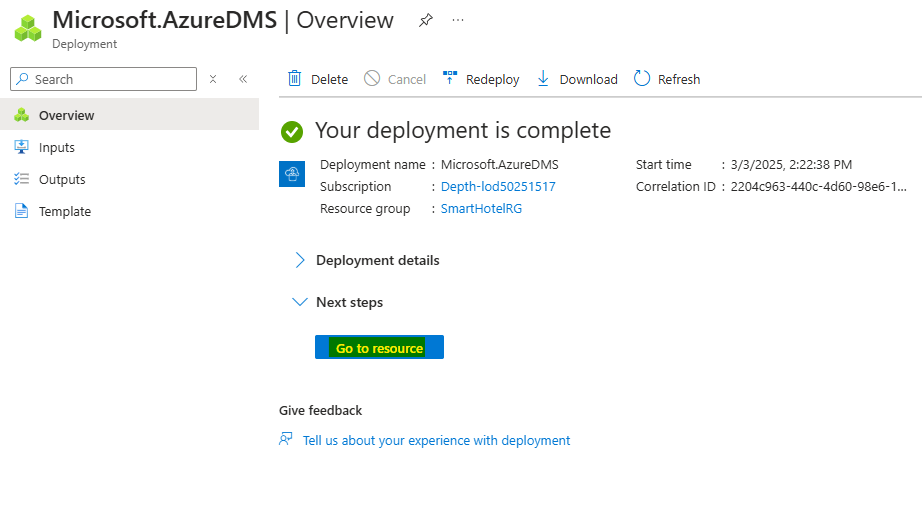 Microsoft.AzureDMS | Overview ...
Deployment
Search
Delete Cancel Redeploy Download Refresh
Overview
Inputs
Outputs
Template
Your deployment is complete
Deployment name : Microsoft.AzureDMS
Subscription : Depth-lod50251517
Resource group : SmartHotelRG
Start time : 3/3/2025, 2:22:38 PM
Correlation ID : 2204c963-440c-4d60-98e6-1...
Deployment details
Next steps
Go to resource
Give feedback
Tell us about your experience with deployment